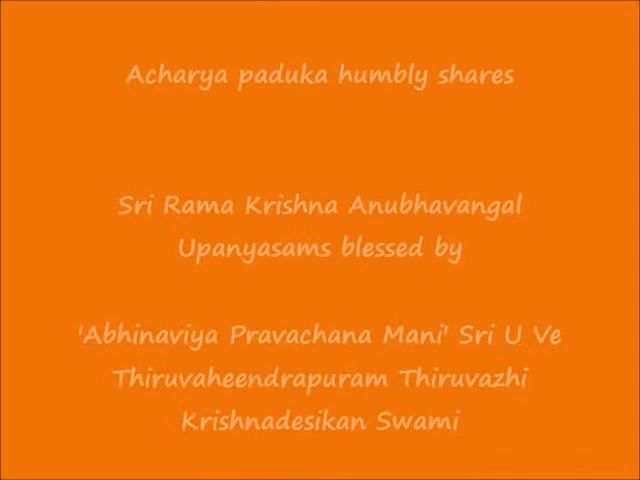 Acharya paduka humbly shares
Sri Rama Krishna Anubhavangal
Upanyasams blessed by
'Abhinaviya Pravachana Mani' Sri U Ve
Thiruvaheendrapuram Thiruvazhi
Krishnadesikan Swami